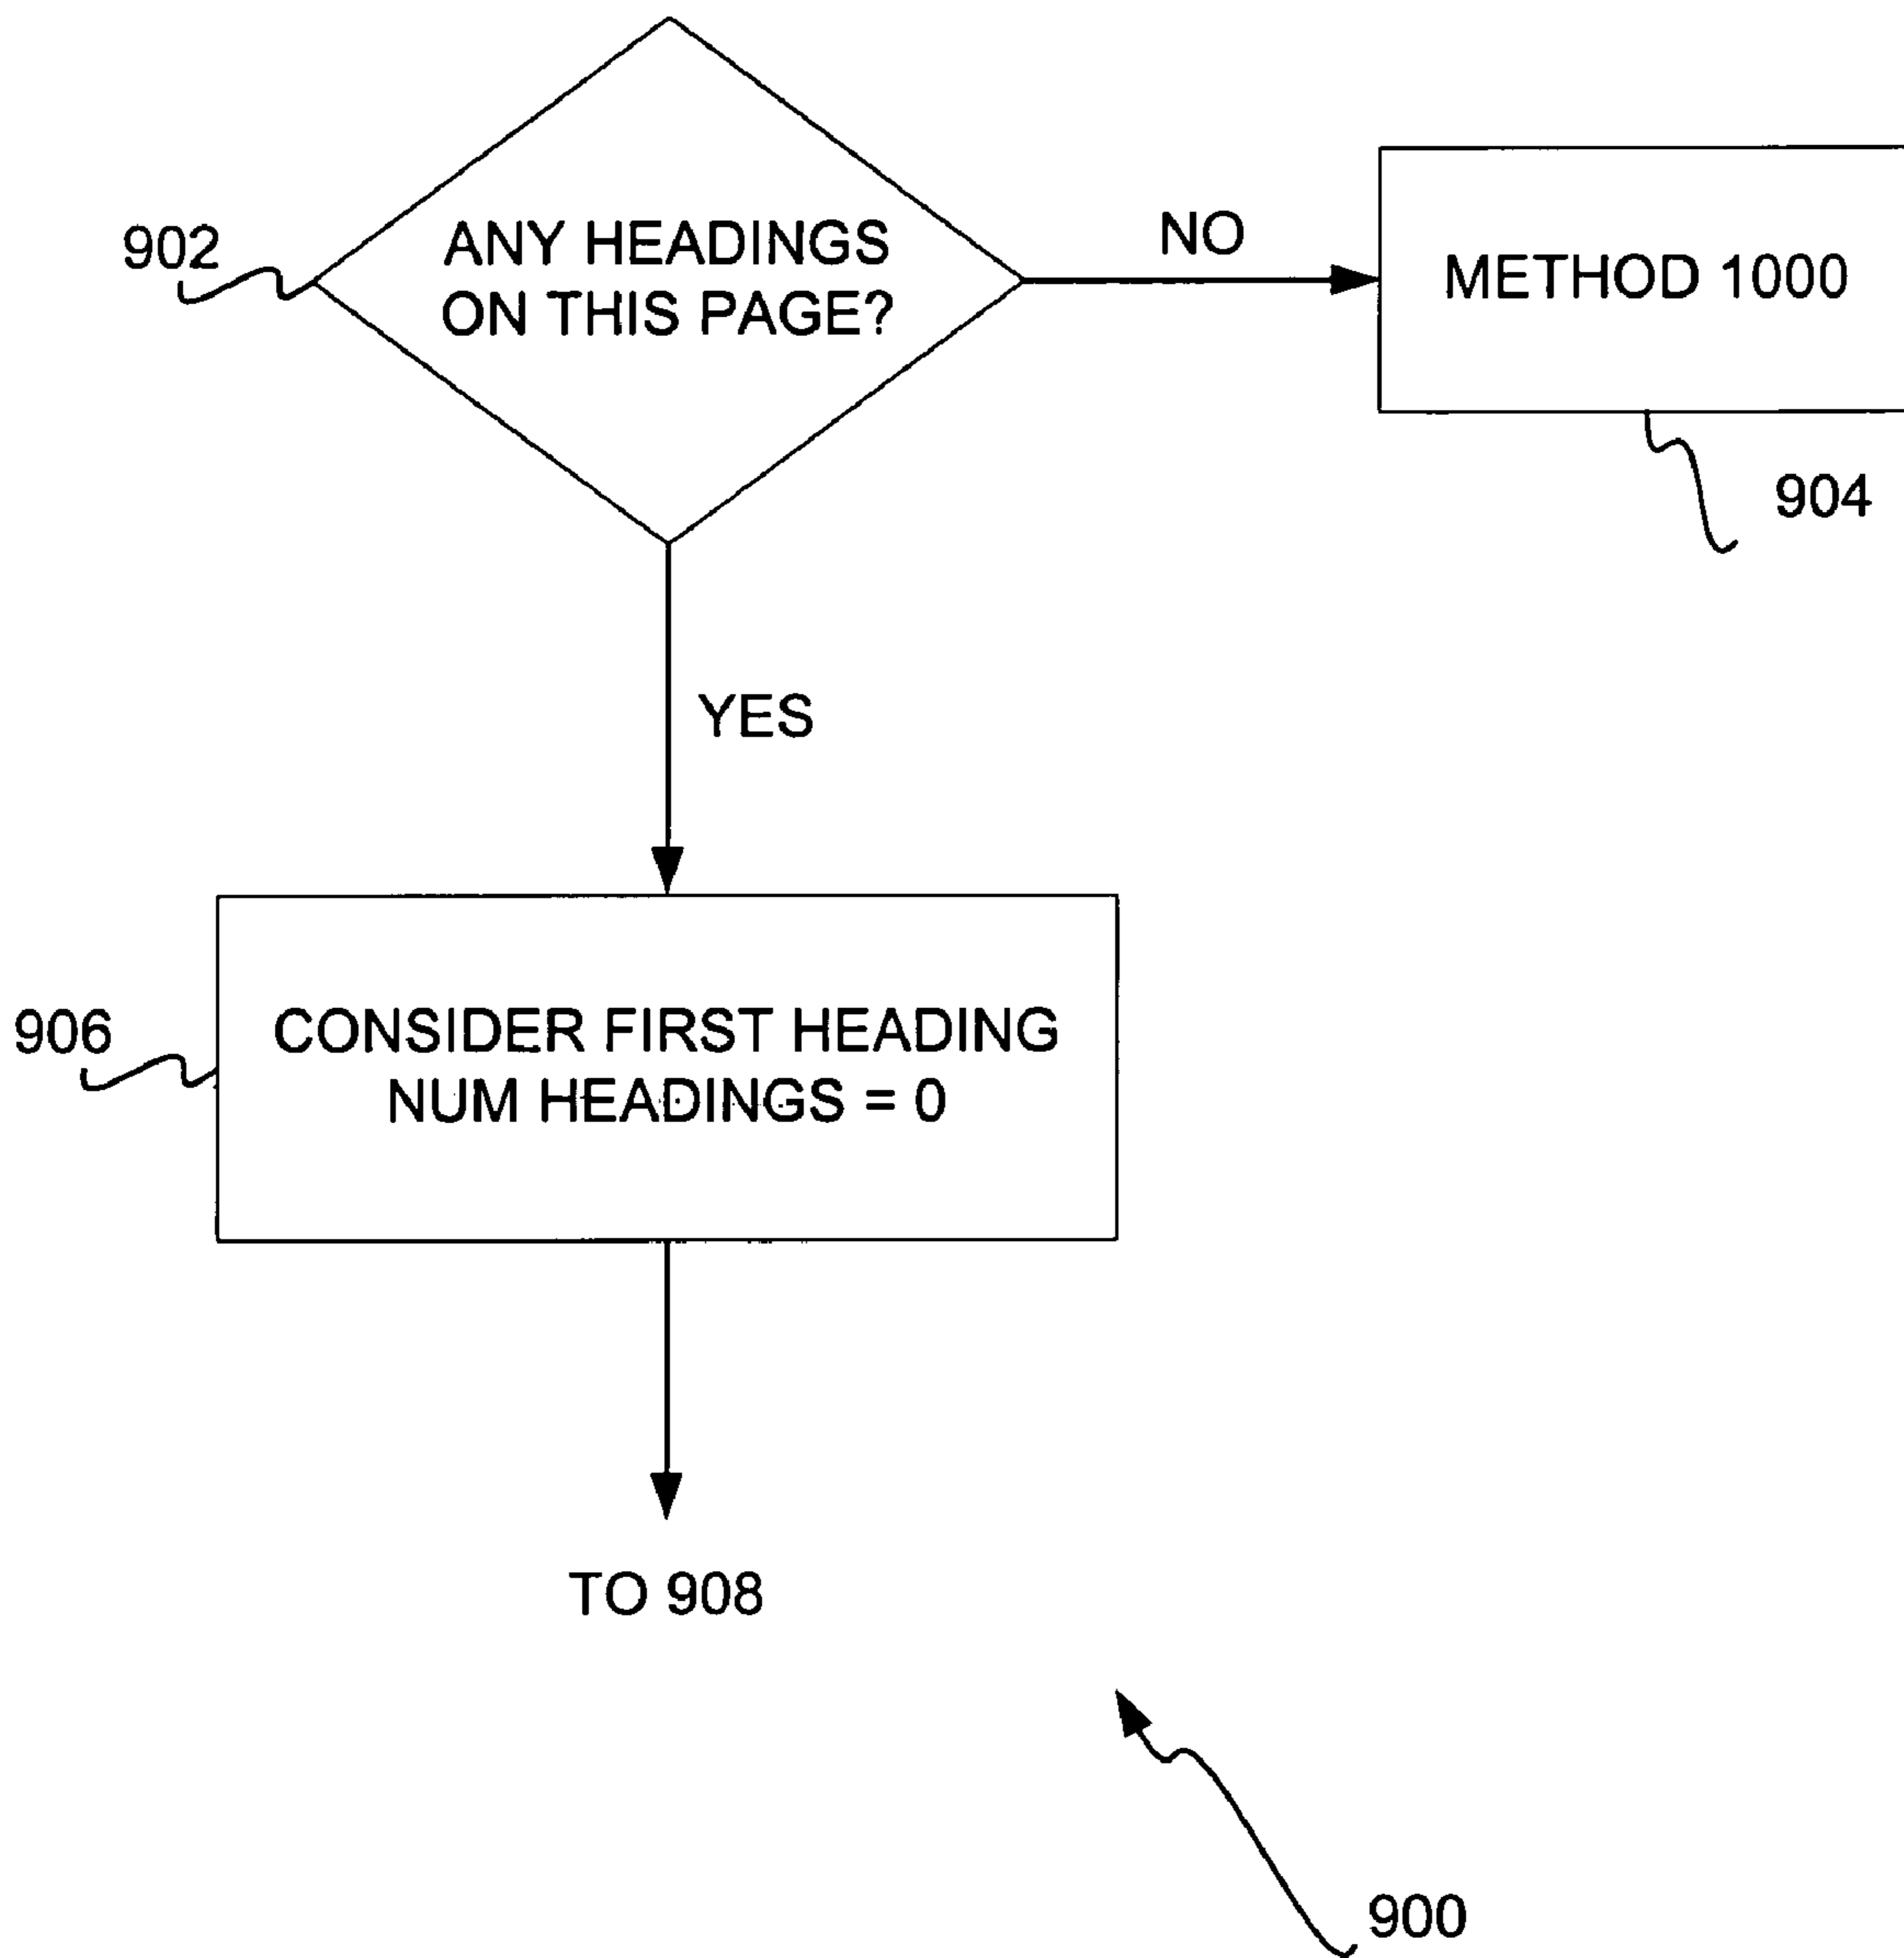 902
ANY HEADINGS
ON THIS PAGE?
NO
METHOD 1000
904
YES
906
CONSIDER FIRST HEADING
NUM HEADINGS = 0
TO 908
900